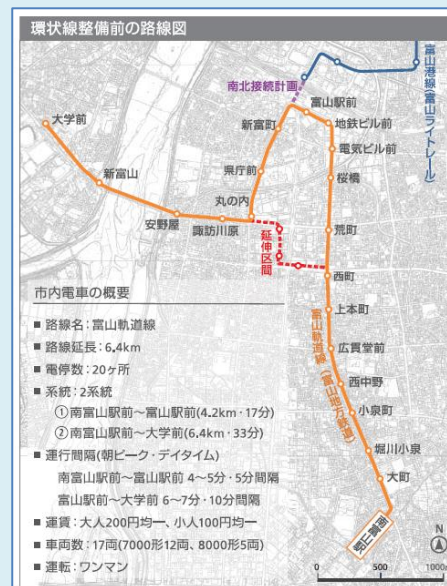 環状線整備前の路線図
南北接続計画
富山港線(富山ライトレール)
富山駅前
大学前
新富町
地鉄ビル前
電気ビル前
県庁前
新富山
桜橋
丸の内
安野屋
諏訪川原
荒町
延伸区間
西町
上本町
富山軌道線(富山地方鉄道)
広貫堂前
西中野
小泉町
堀川小泉
大町
南富山駅前
市内電車の概要
■ 路線名:富山軌道線
■ 路線延長:6.4km
■ 電停数:20ヶ所
■ 系統:2系統
①南富山駅前~富山駅前(4.2km・17分)
②南富山駅前~大学前(6.4km・33分)
■ 運行間隔(朝ピーク・デイタイム)
南富山駅前~富山駅前 4~5分・5分間隔
富山駅前~大学前 6~7分・10分間隔
■ 運賃:大人200円均一、小人100円均一
■ 車両数:17両(7000形12両、8000形5両)
■ 運転:ワンマン
N
0 500 1000